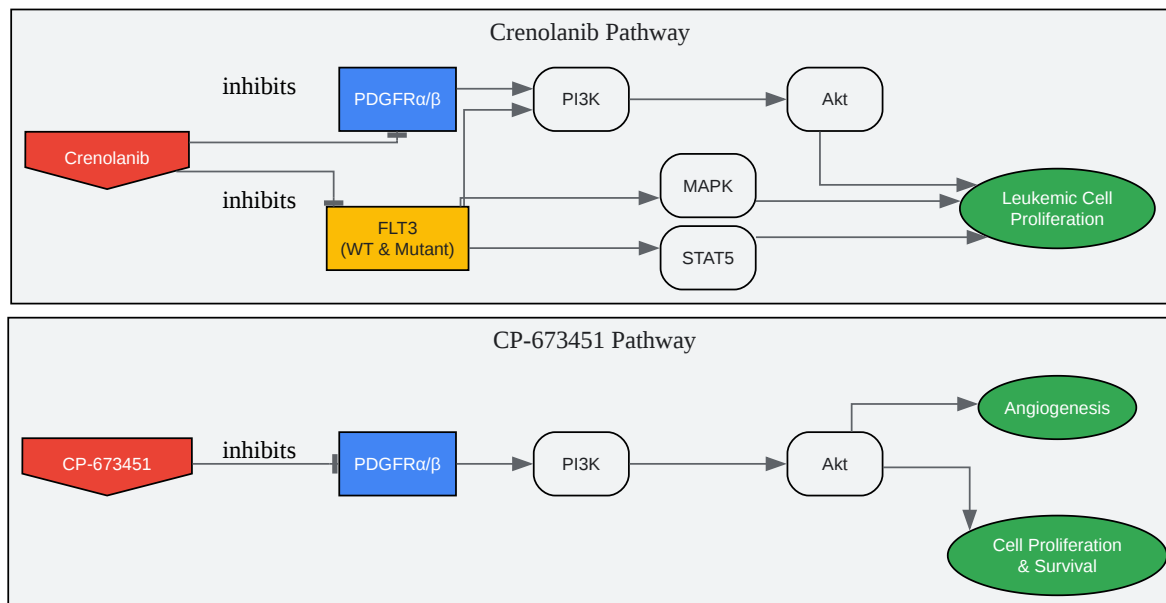 Crenolanib Pathway
inhibits
PDGFRα/β
PI3K
Akt
Crenolanib
inhibits
FLT3
(WT & Mutant)
MAPK
STAT5
Leukemic Cell
Proliferation
CP-673451 Pathway
CP-673451
inhibits
PDGFRα/β
PI3K
Akt
Angiogenesis
Cell Proliferation
& Survival